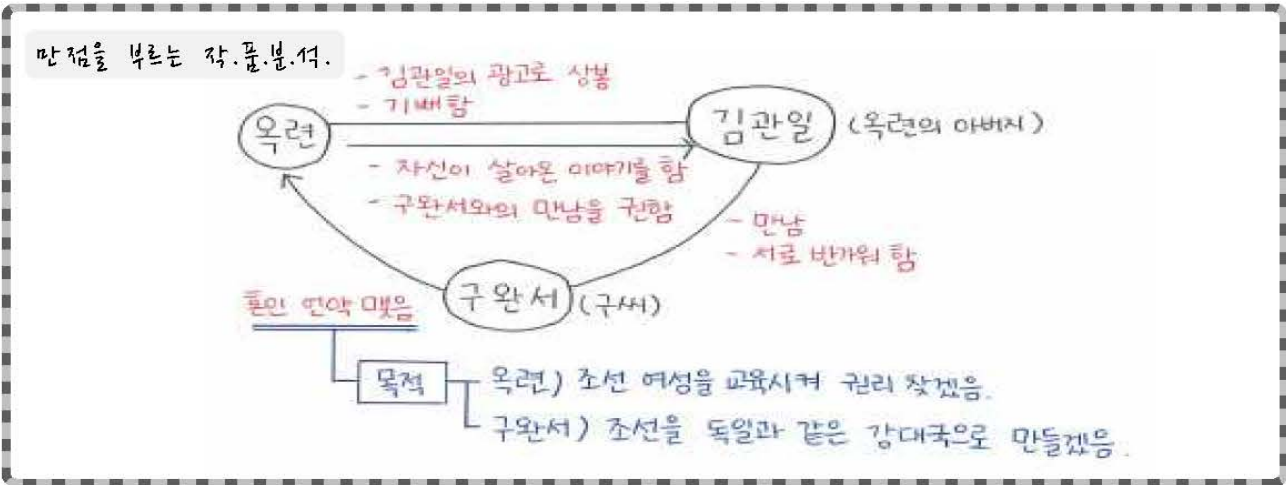 만점을 부르는 작.품.분.석.
- 김관일의 광고로 상봉
- 기뻐함
옥련
김관일 (옥련의 아버지)
- 자신이 살아온 이야기를 함
- 구완서와의 만남을 권함
- 만남
- 서로 반가워 함
구완서 (구씨)
혼인 언약 맺음
목적
옥련) 조선 여성을 교육시켜 권리 찾겠음.
구완서) 조선을 독일과 같은 강대국으로 만들겠음.